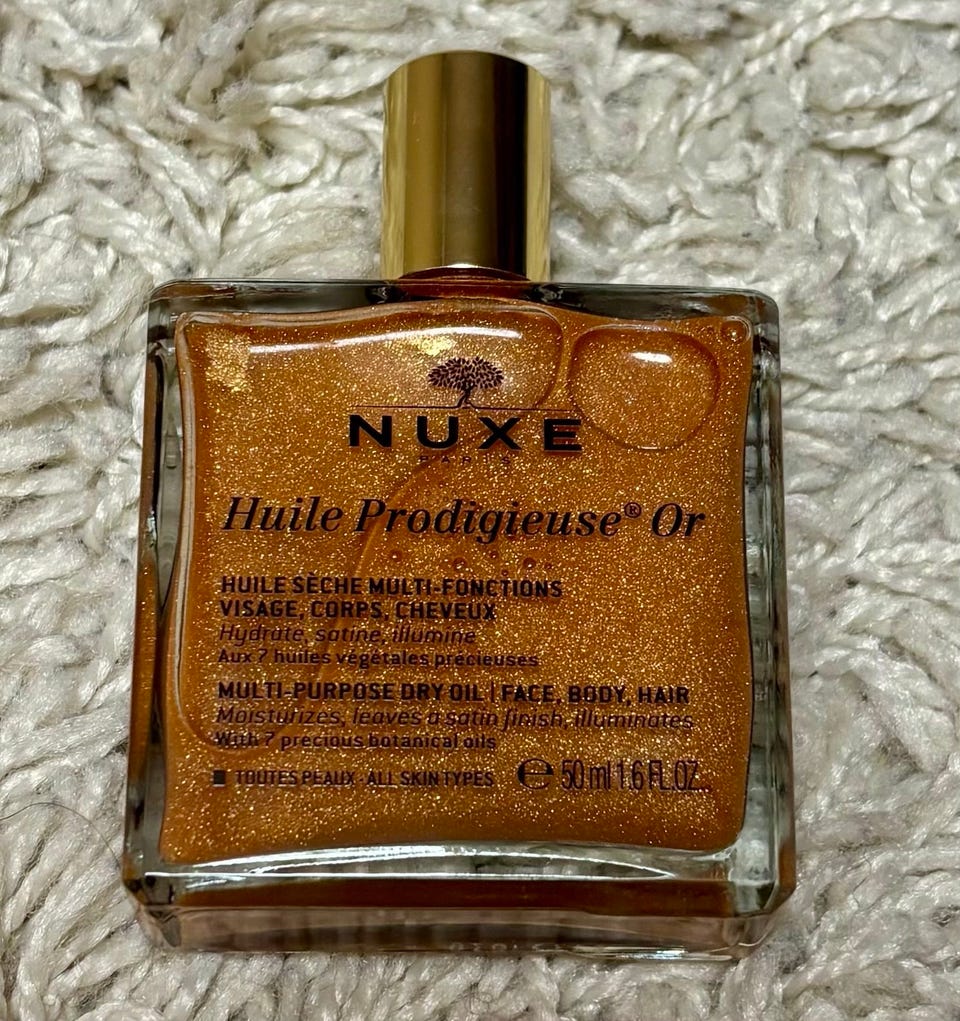 NUXE
PARIS
Huile Prodigieuse® Or
HUILE SÈCHE MULTI-FONCTIONS
VISAGE, CORPS, CHEVEUX
Hydrate, satine, illumine
Aux 7 huiles végétales précieuses
MULTI-PURPOSE DRY OIL | FACE, BODY, HAIR
Moisturizes, leaves a satin finish, illuminates
With 7 precious botanical oils
TOUTES PEAUX - ALL SKIN TYPES ℮ 50 ml 1.6 FL.OZ.